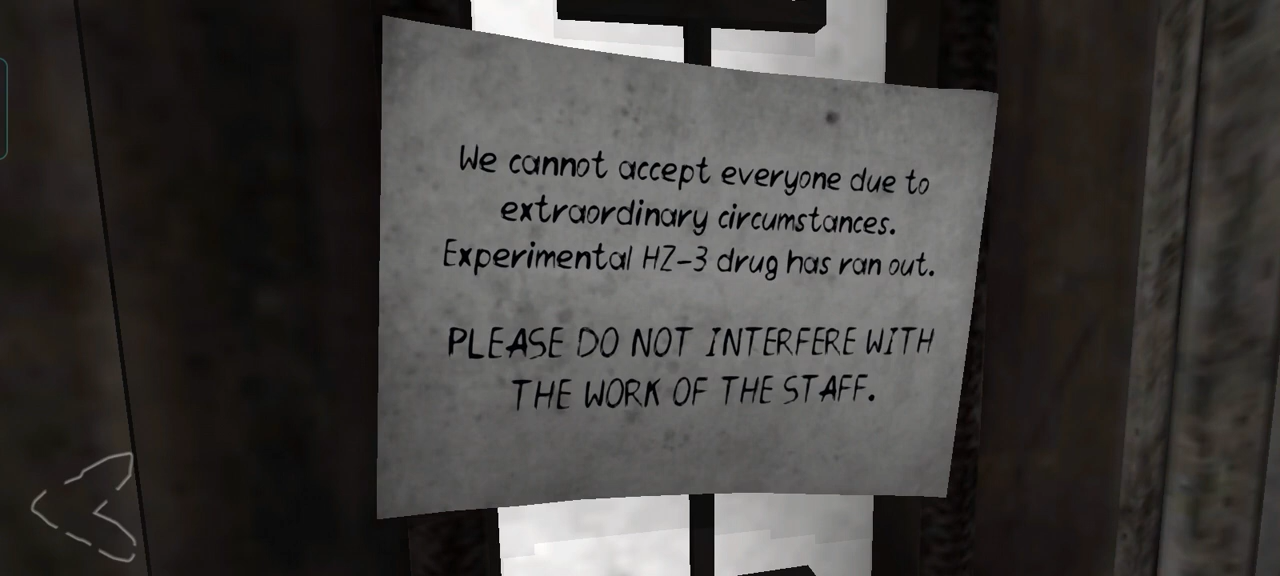 We cannot accept everyone due to
extraordinary circumstances.
Experimental HZ-3 drug has ran out.
PLEASE DO NOT INTERFERE WITH
THE WORK OF THE STAFF.